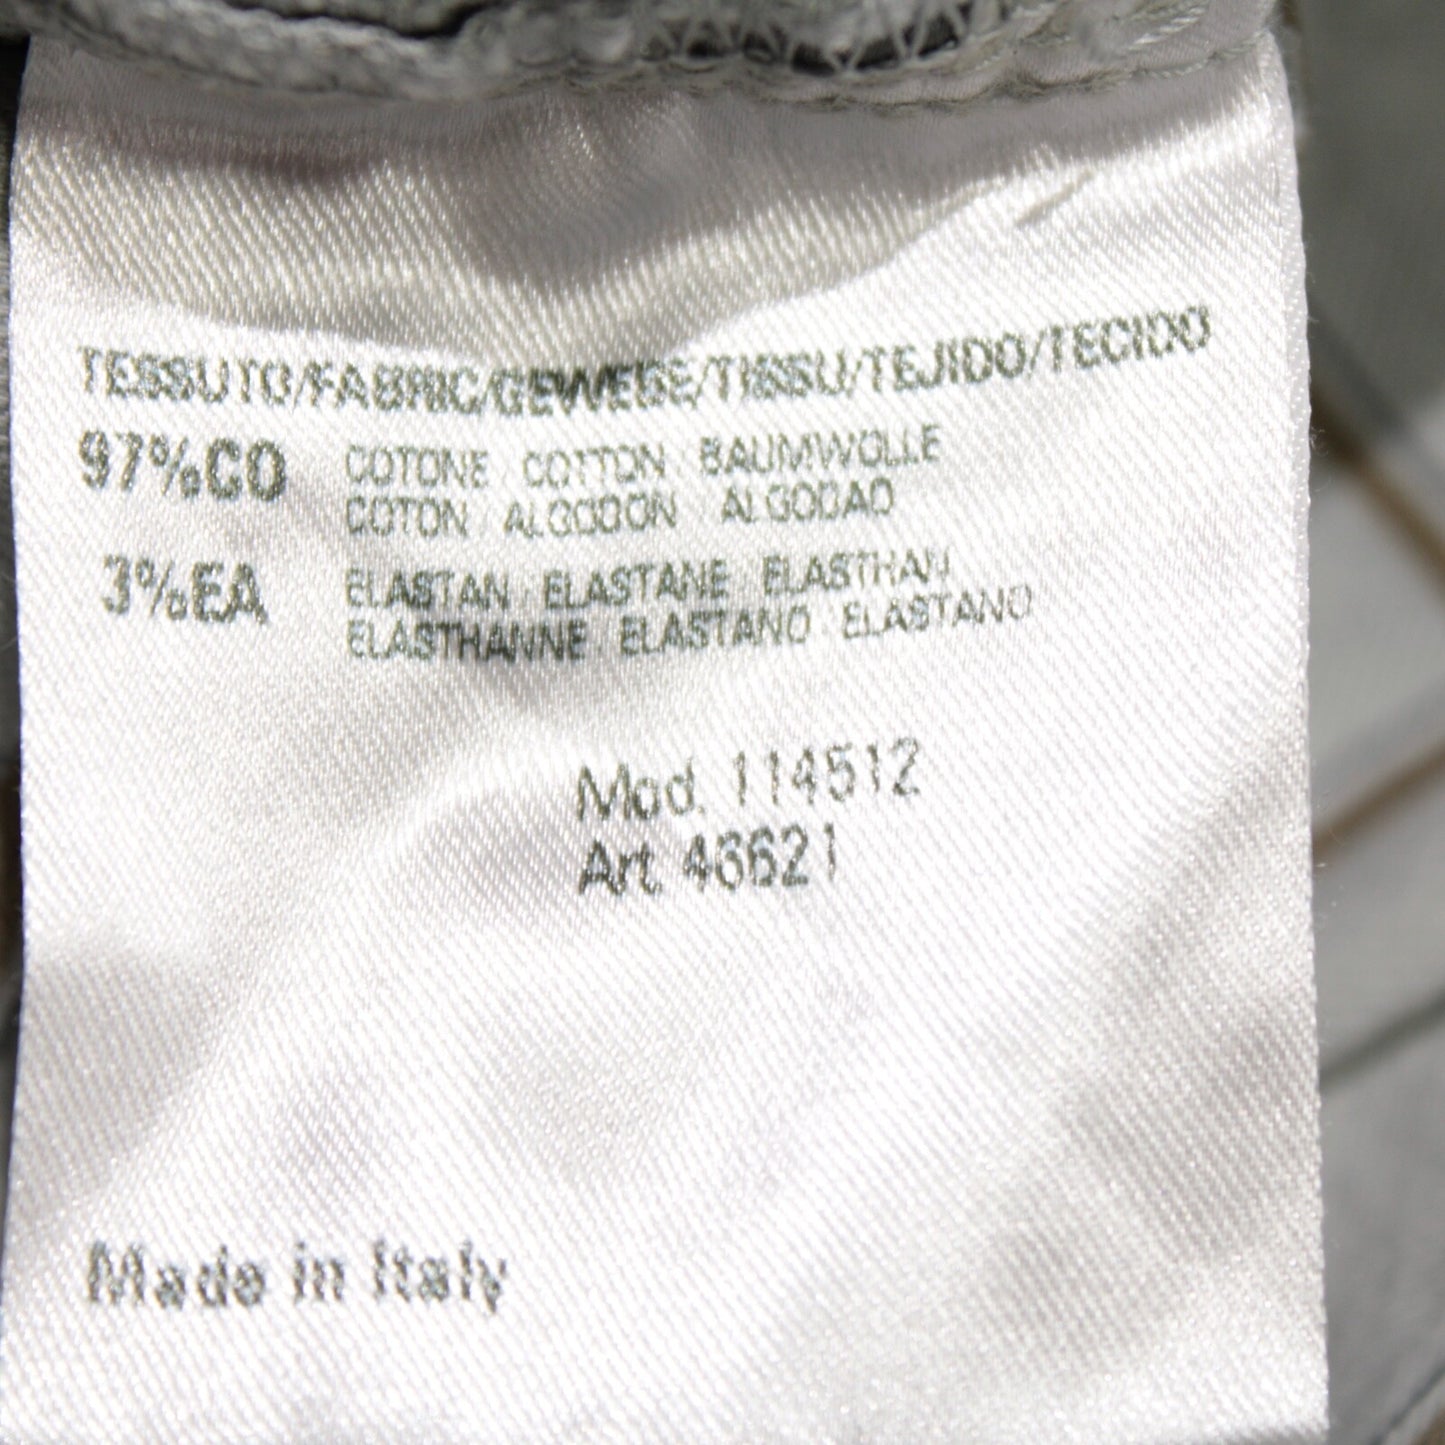 TESSUTO/FABRIC/GEWEBE/TISSU/TEJIDO/TECIDO
97%CO COTONE COTTON BAUMWOLLE
COTON ALGODON ALGODAO
3%EA ELASTAN ELASTANE ELASTHAN
ELASTHANNE ELASTANO ELASTANO
Mod. 114512
Art. 46621
Made in Italy